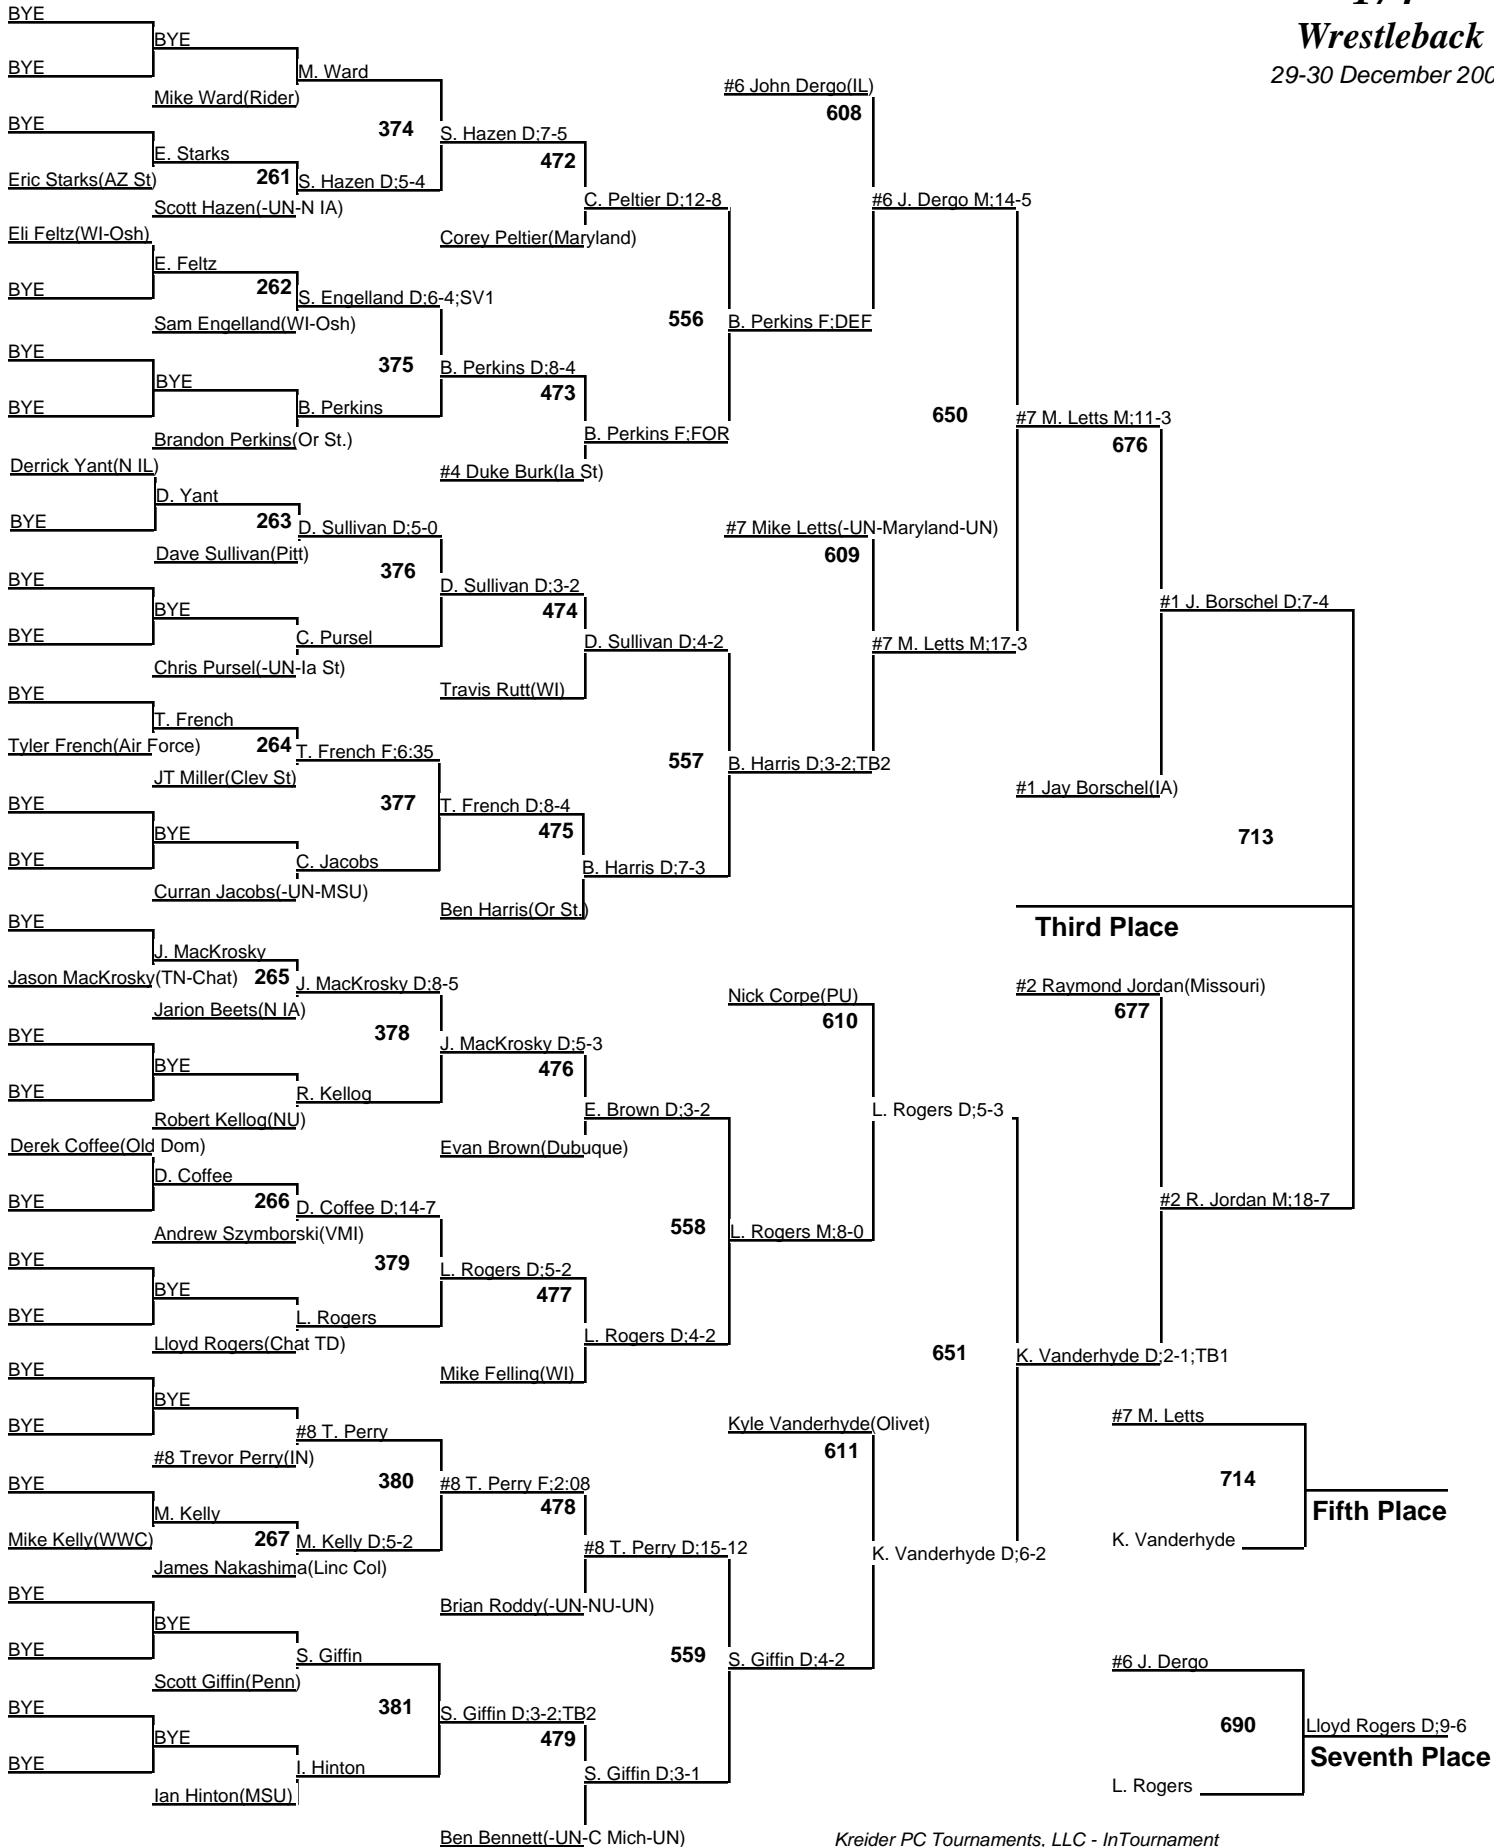 BYE
Wrestleback
BYE
BYE
M. Ward
29-30 December 200
#6 John Dergo(IL)
Mike Ward(Rider)
608
BYE
374
S. Hazen D;7-5
E. Starks
472
Eric Starks(AZ St)
261
S. Hazen D;5-4
C. Peltier D;12-8
#6 J. Dergo M;14-5
Scott Hazen(-UN-N IA)
Eli Feltz(WI-Osh)
Corey Peltier(Maryland)
E. Feltz
BYE
262
S. Engelland D;6-4;SV1
Sam Engelland(WI-Osh)
556
B. Perkins F;DEF
BYE
375
B. Perkins D;8-4
BYE
473
BYE
B. Perkins
650
#7 M. Letts M;11-3
Brandon Perkins(Or St.)
B. Perkins F;FOR
676
Derrick Yant(N IL)
#4 Duke Burk(Ia St)
D. Yant
BYE
263
D. Sullivan D;5-0
#7 Mike Letts(-UN-Maryland-UN)
Dave Sullivan(Pitt)
609
376
BYE
D. Sullivan D;3-2
BYE
474
#1 J. Borschel D;7-4
BYE
C. Pursel
D. Sullivan D;4-2
#7 M. Letts M;17-3
Chris Pursel(-UN-Ia St)
BYE
Travis Rutt(WI)
T. French
Tyler French(Air Force)
264
T. French F;6:35
557
B. Harris D;3-2;TB2
JT Miller(Clev St)
#1 Jay Borschel(IA)
BYE
377
T. French D;8-4
BYE
475
713
BYE
C. Jacobs
B. Harris D;7-3
Curran Jacobs(-UN-MSU)
Ben Harris(Or St.)
BYE
Third Place
J. MacKrosky
Jason MacKrosky(TN-Chat)
265
J. MacKrosky D;8-5
#2 Raymond Jordan(Missouri)
Nick Corpe(PU)
Jarion Beets(N IA)
677
610
BYE
378
J. MacKrosky D;5-3
BYE
476
BYE
R. Kellog
E. Brown D;3-2
L. Rogers D;5-3
Robert Kellog(NU)
Derek Coffee(Old Dom)
Evan Brown(Dubuque)
D. Coffee
BYE
266
D. Coffee D;14-7
#2 R. Jordan M;18-7
Andrew Szymborski(VMI)
558
L. Rogers M;8-0
BYE
379
L. Rogers D;5-2
BYE
477
BYE
L. Rogers
L. Rogers D;4-2
Lloyd Rogers(Chat TD)
651
K. Vanderhyde D;2-1;TB1
BYE
Mike Felling(WI)
BYE
BYE
Kyle Vanderhyde(Olivet)
#7 M. Letts
#8 T. Perry
611
#8 Trevor Perry(IN)
BYE
380
#8 T. Perry F;2:08
714
478
M. Kelly
Fifth Place
Mike Kelly(WWC)
267
M. Kelly D;5-2
#8 T. Perry D;15-12
K. Vanderhyde D;6-2
K. Vanderhyde
James Nakashima(Linc Col)
BYE
Brian Roddy(-UN-NU-UN)
BYE
BYE
S. Giffin
559
S. Giffin D;4-2
#6 J. Dergo
Scott Giffin(Penn)
BYE
381
S. Giffin D;3-2;TB2
690
Lloyd Rogers D;9-6
BYE
479
Seventh Place
BYE
I. Hinton
S. Giffin D;3-1
L. Rogers
Ian Hinton(MSU)
Ben Bennett(-UN-C Mich-UN)
Kreider PC Tournaments, LLC - InTournament